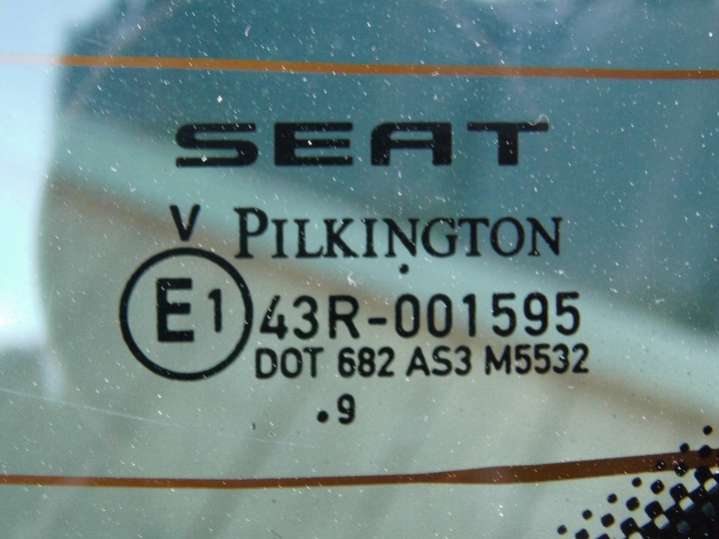 SEAT
V PILKINGTON
E1 43R-001595
DOT 682 AS3 M5532
.9